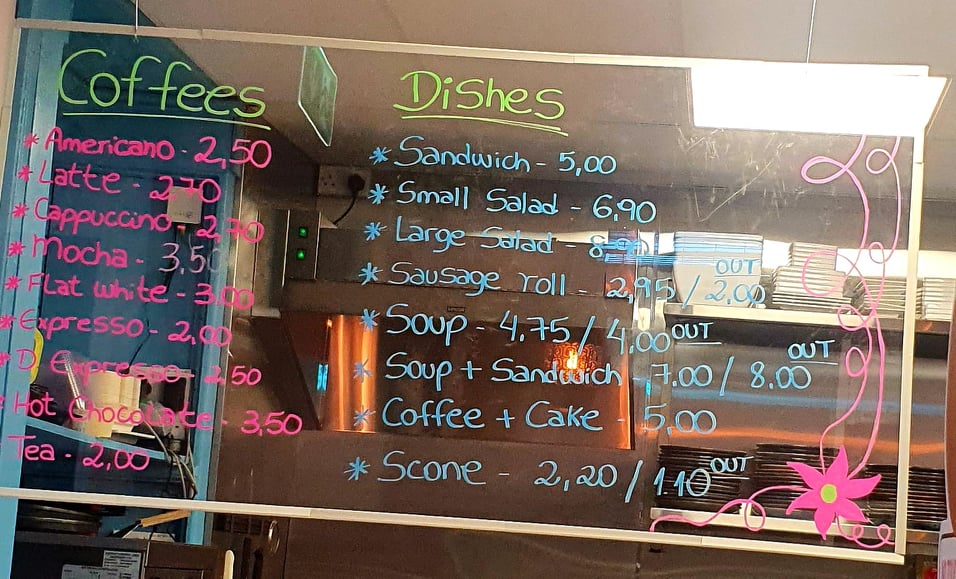 Coffees
* Americano - 2,50
* Latte - 2,70
* Cappuccino - 2,70
* Mocha - 3,50
* Flat white - 3,00
* Expresso - 2,00
* D Expresso - 2,50
* Hot Chocolate - 3,50
Tea - 2,00
Dishes
* Sandwich - 5,00
* Small Salad - 6,90
* Large Salad - 8,90
* Sausage roll - 2,95 / 2,00 OUT
* Soup - 4,75 / 4,00 OUT
* Soup + Sandwich - 7.00 / 8.00 OUT
* Coffee + Cake - 5,00
* Scone - 2,20 / 1.10 OUT